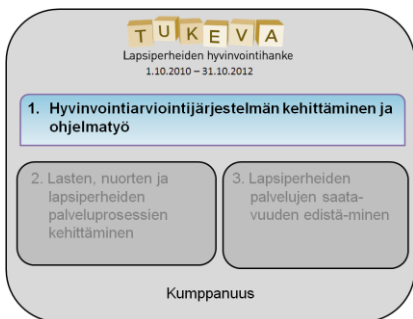 TUKEVA
Lapsiperheiden hyvinvointihanke
1.10.2010 – 31.10.2012
1. Hyvinvointiarviointijärjestelmän kehittäminen ja
ohjelmatyö
2. Lasten, nuorten ja
lapsiperheiden
palveluprosessien
kehittäminen
3. Lapsiperheiden
palvelujen saata-
vuuden edistä-minen
Kumppanuus